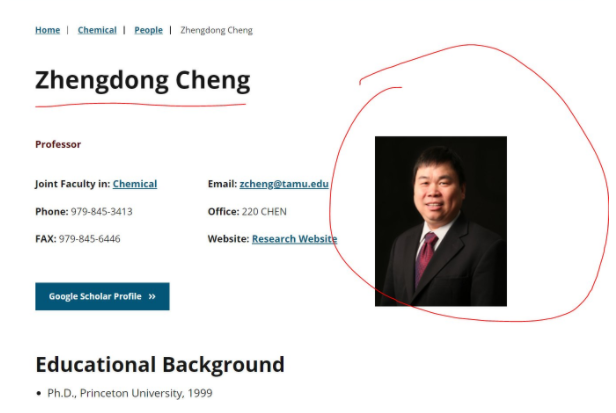 Home | Chemical | People | Zhengdong Cheng
Zhengdong Cheng
Professor
Joint Faculty in: Chemical Email: zcheng@tamu.edu
Phone: 979-845-3413 Office: 220 CHEN
FAX: 979-845-6446 Website: Research Website
Google Scholar Profile »
Educational Background
• Ph.D., Princeton University, 1999